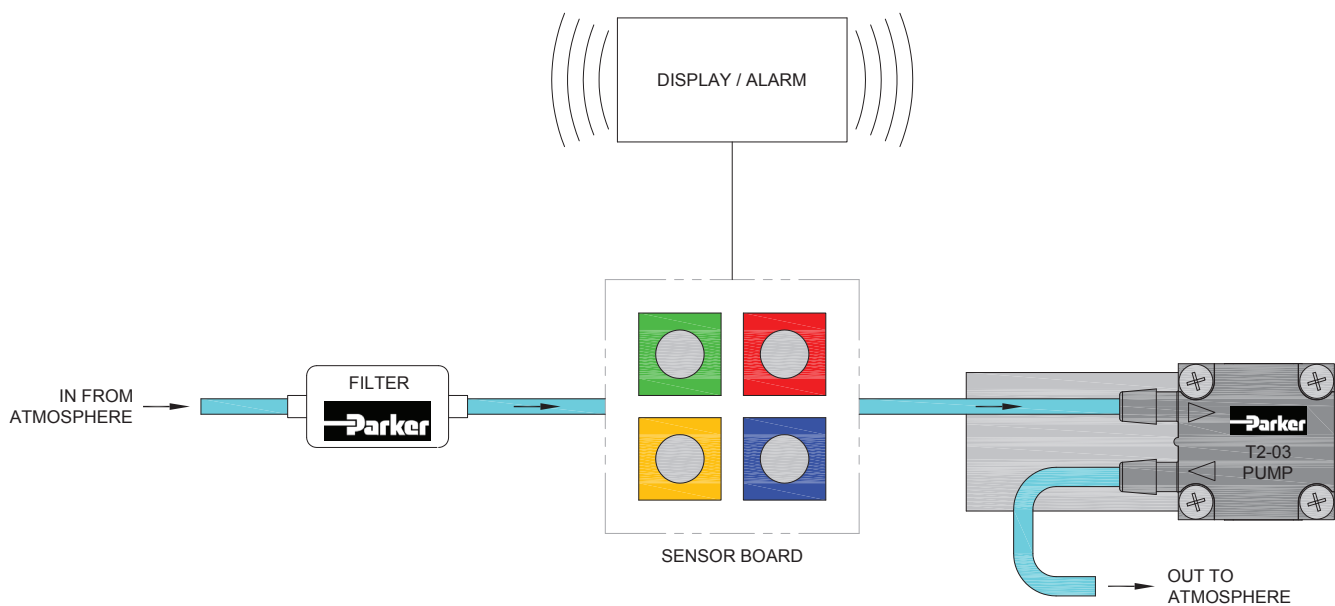 DISPLAY / ALARM
IN FROM
ATMOSPHERE
FILTER
Parker
SENSOR BOARD
Parker
T2-03
PUMP
OUT TO
ATMOSPHERE